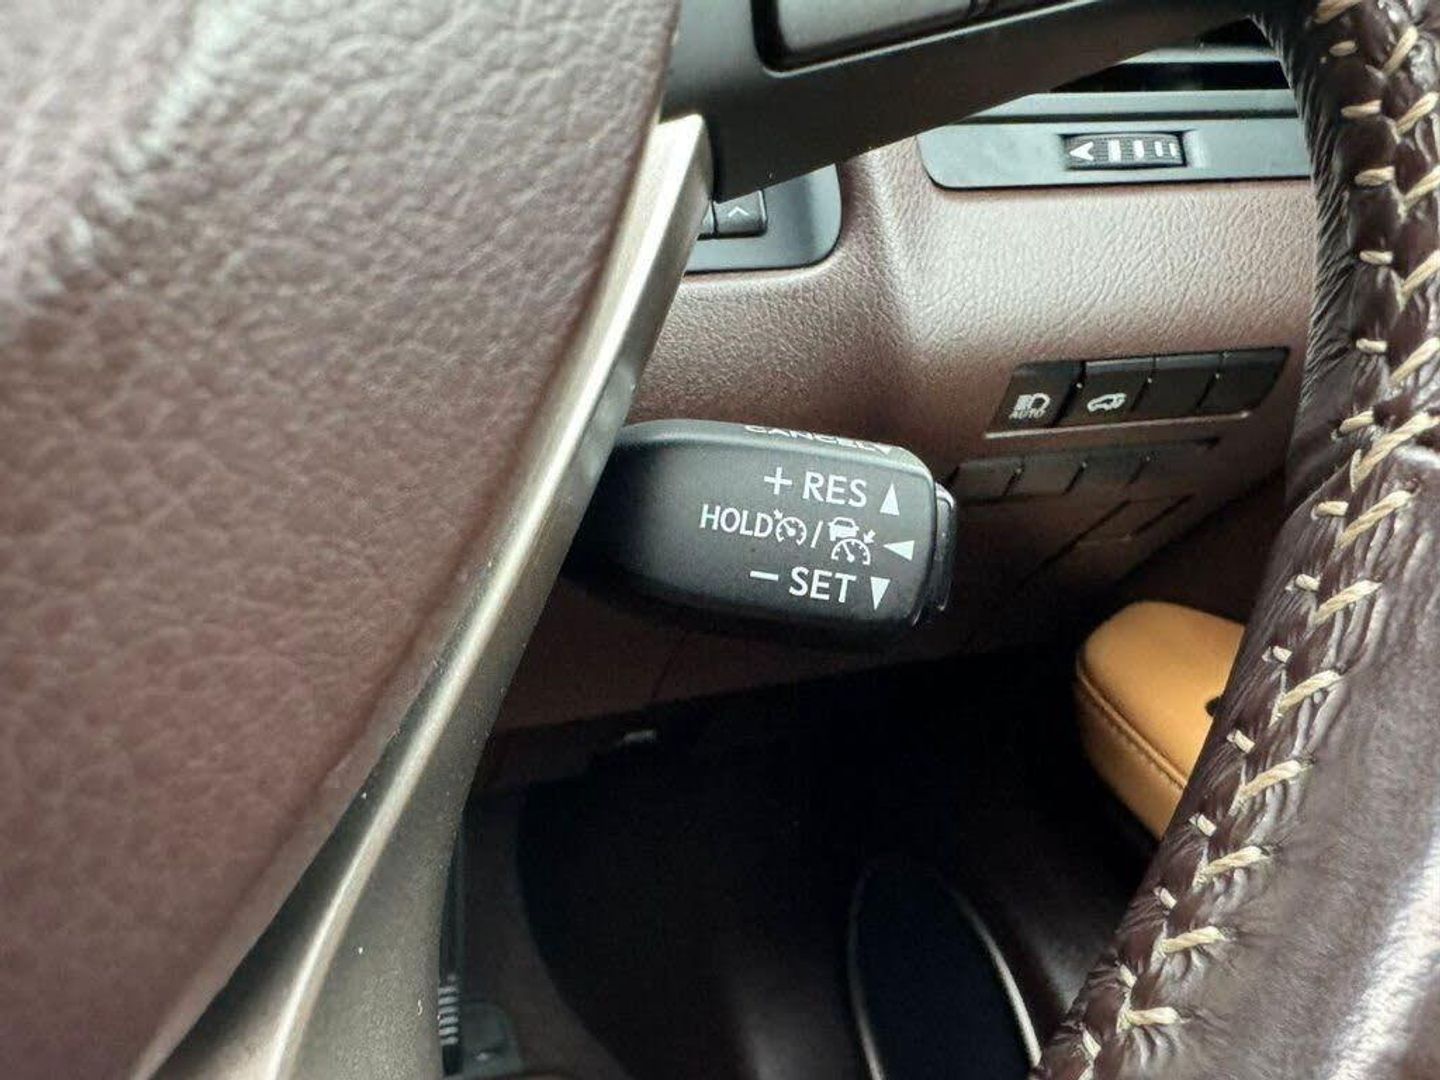 AUTO
CANCEL
+ RES
HOLD /
− SET